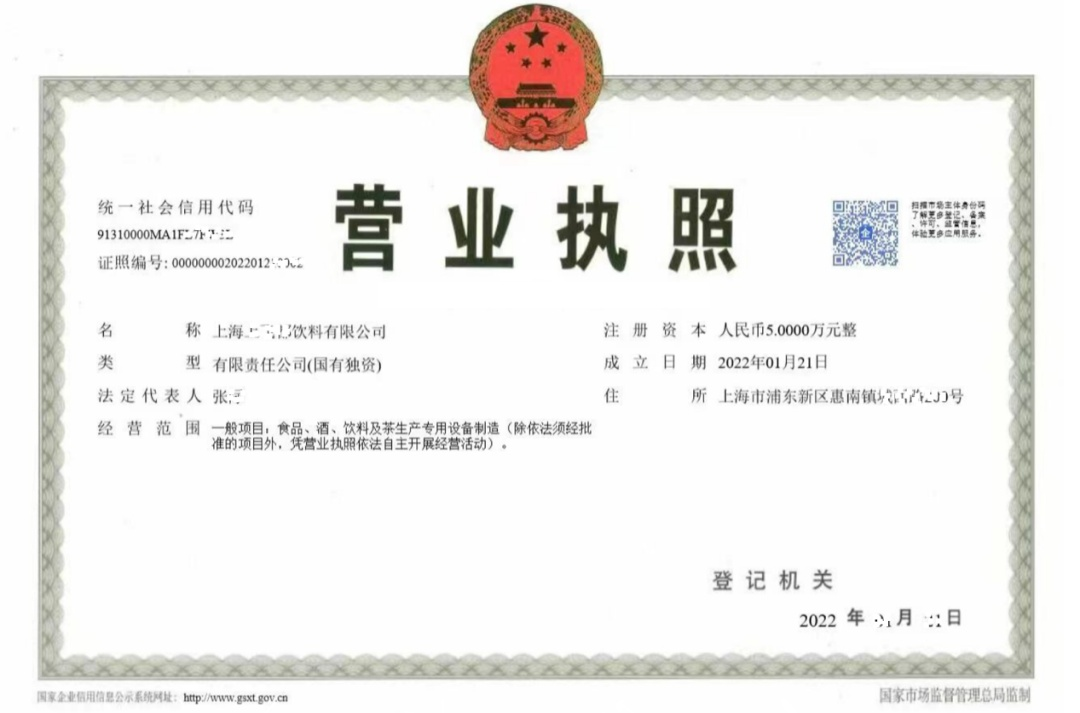 营业执照
统一社会信用代码
91310000MA1F
证照编号: 000000002022012
扫描市场主体身份码
了解更多登记、备案
、许可、监管信息,
体验更多应用服务。
名 称 上海 饮料有限公司
类 型 有限责任公司(国有独资)
法定代表人 张
经营范围 一般项目: 食品、酒、饮料及茶生产专用设备制造(除依法须经批
准的项目外, 凭营业执照依法自主开展经营活动)。
注册资本 人民币5.0000万元整
成立日期 2022年01月21日
住 所 上海市浦东新区惠南镇 号
登记机关
2022 年 月 日
国家企业信用信息公示系统网址: http://www.gsxt.gov.cn
国家市场监督管理总局监制